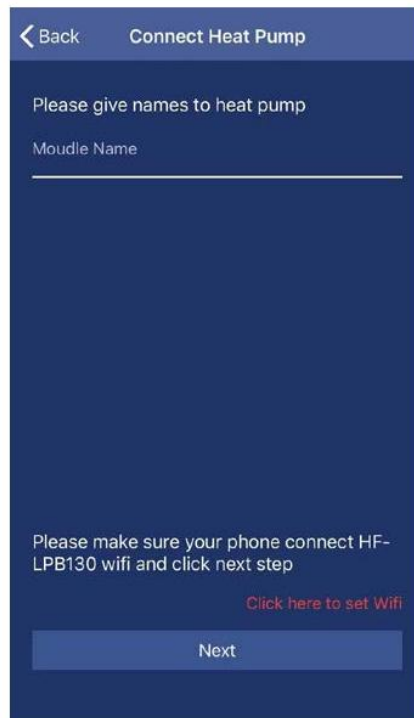 Back
Connect Heat Pump
Please give names to heat pump
Moudle Name
Please make sure your phone connect HF-
LPB130 wifi and click next step
Click here to set Wifi
Next